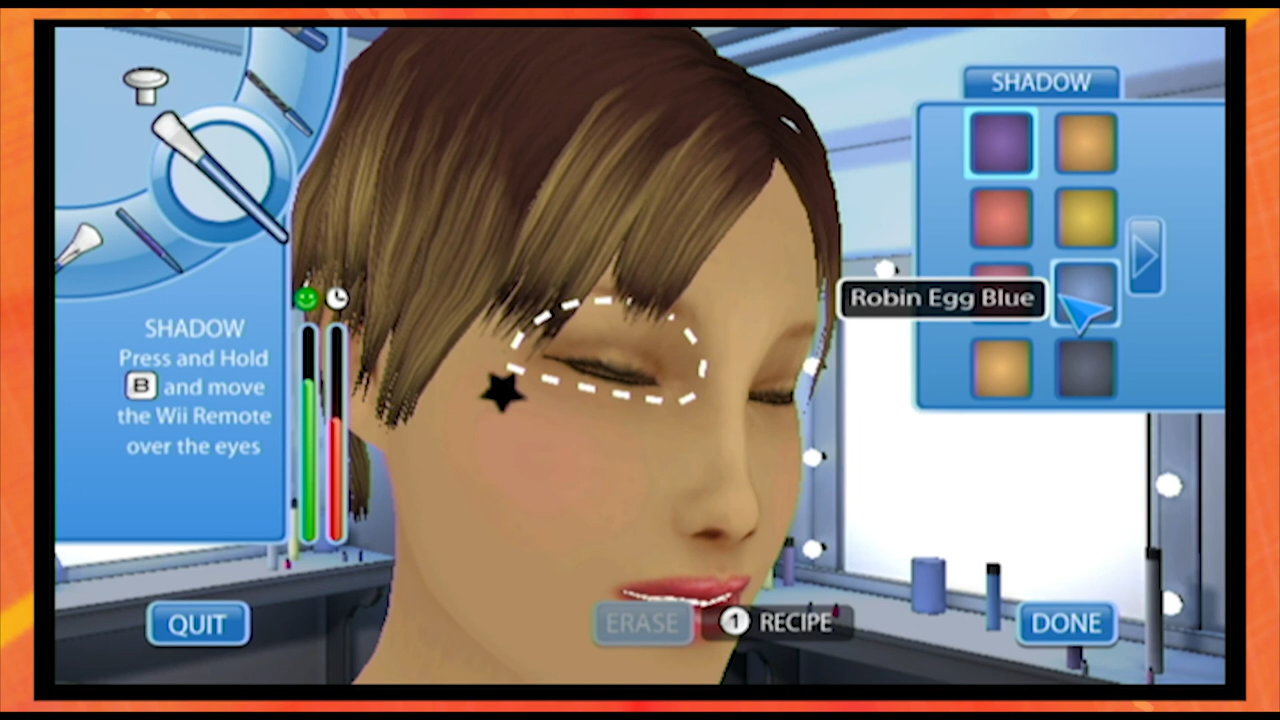 SHADOW
SHADOW
Press and Hold
B and move
the Wii Remote
over the eyes
Robin Egg Blue
QUIT
ERASE
1 RECIPE
DONE